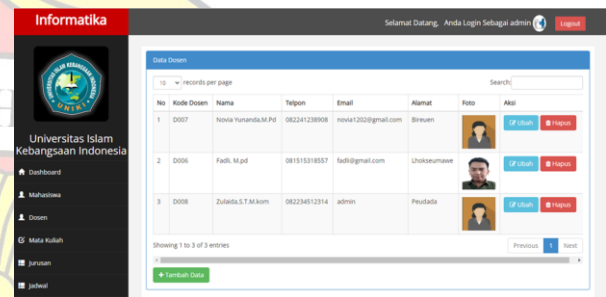 Informatika
Selamat Datang, Anda Login Sebagai admin
Logout
UNIKI
Universitas Islam
Kebangsaan Indonesia
Dashboard
Mahasiswa
Dosen
Mata Kuliah
Jurusan
Jadwal
Data Dosen
10 records per page
Search:
No Kode Dosen Nama Telpon Email Alamat Foto Aksi
1 D007 Novia Yunanda,M.Pd 082241238908 novia1202@gmail.com Bireuen Ubah Hapus
2 D006 Fadli, M.pd 081515318557 fadli@gmail.com Lhokseumawe Ubah Hapus
3 D008 Zulaida.S.T.M.kom 082234512314 admin Peudada Ubah Hapus
Showing 1 to 3 of 3 entries
Previous 1 Next
+ Tambah Data